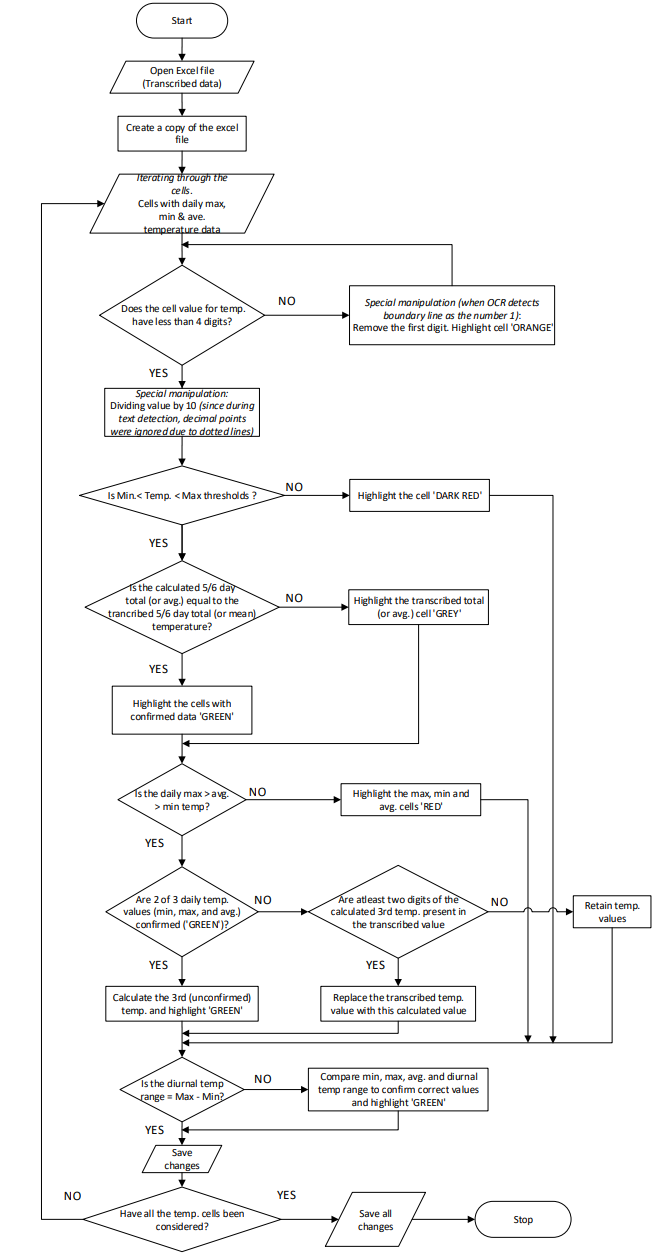 Start
Open Excel file
(Transcribed data)
Create a copy of the excel
file
Iterating through the
cells.
Cells with daily max,
min & ave.
temperature data
Does the cell value for temp.
have less than 4 digits?
NO
Special manipulation (when OCR detects
boundary line as the number 1):
Remove the first digit. Highlight cell 'ORANGE'
YES
Special manipulation:
Dividing value by 10 (since during
text detection, decimal points
were ignored due to dotted lines)
Is Min.< Temp. < Max thresholds ?
NO
Highlight the cell 'DARK RED'
YES
Is the calculated 5/6 day
total (or avg.) equal to the
trancribed 5/6 day total (or mean)
temperature?
NO
Highlight the transcribed total
(or avg.) cell 'GREY'
YES
Highlight the cells with
confirmed data 'GREEN'
Is the daily max > avg.
> min temp?
NO
Highlight the max, min and
avg. cells 'RED'
YES
Are 2 of 3 daily temp.
values (min, max, and avg.)
confirmed ('GREEN')?
NO
Are atleast two digits of the
calculated 3rd temp. present in
the transcribed value
NO
Retain temp.
values
YES
YES
Calculate the 3rd (unconfirmed)
temp. and highlight 'GREEN'
Replace the transcribed temp.
value with this calculated value
Is the diurnal temp
range = Max - Min?
NO
Compare min, max, avg. and diurnal
temp range to confirm correct values
and highlight 'GREEN'
YES
Save
changes
NO
Have all the temp. cells been
considered?
YES
Save all
changes
Stop